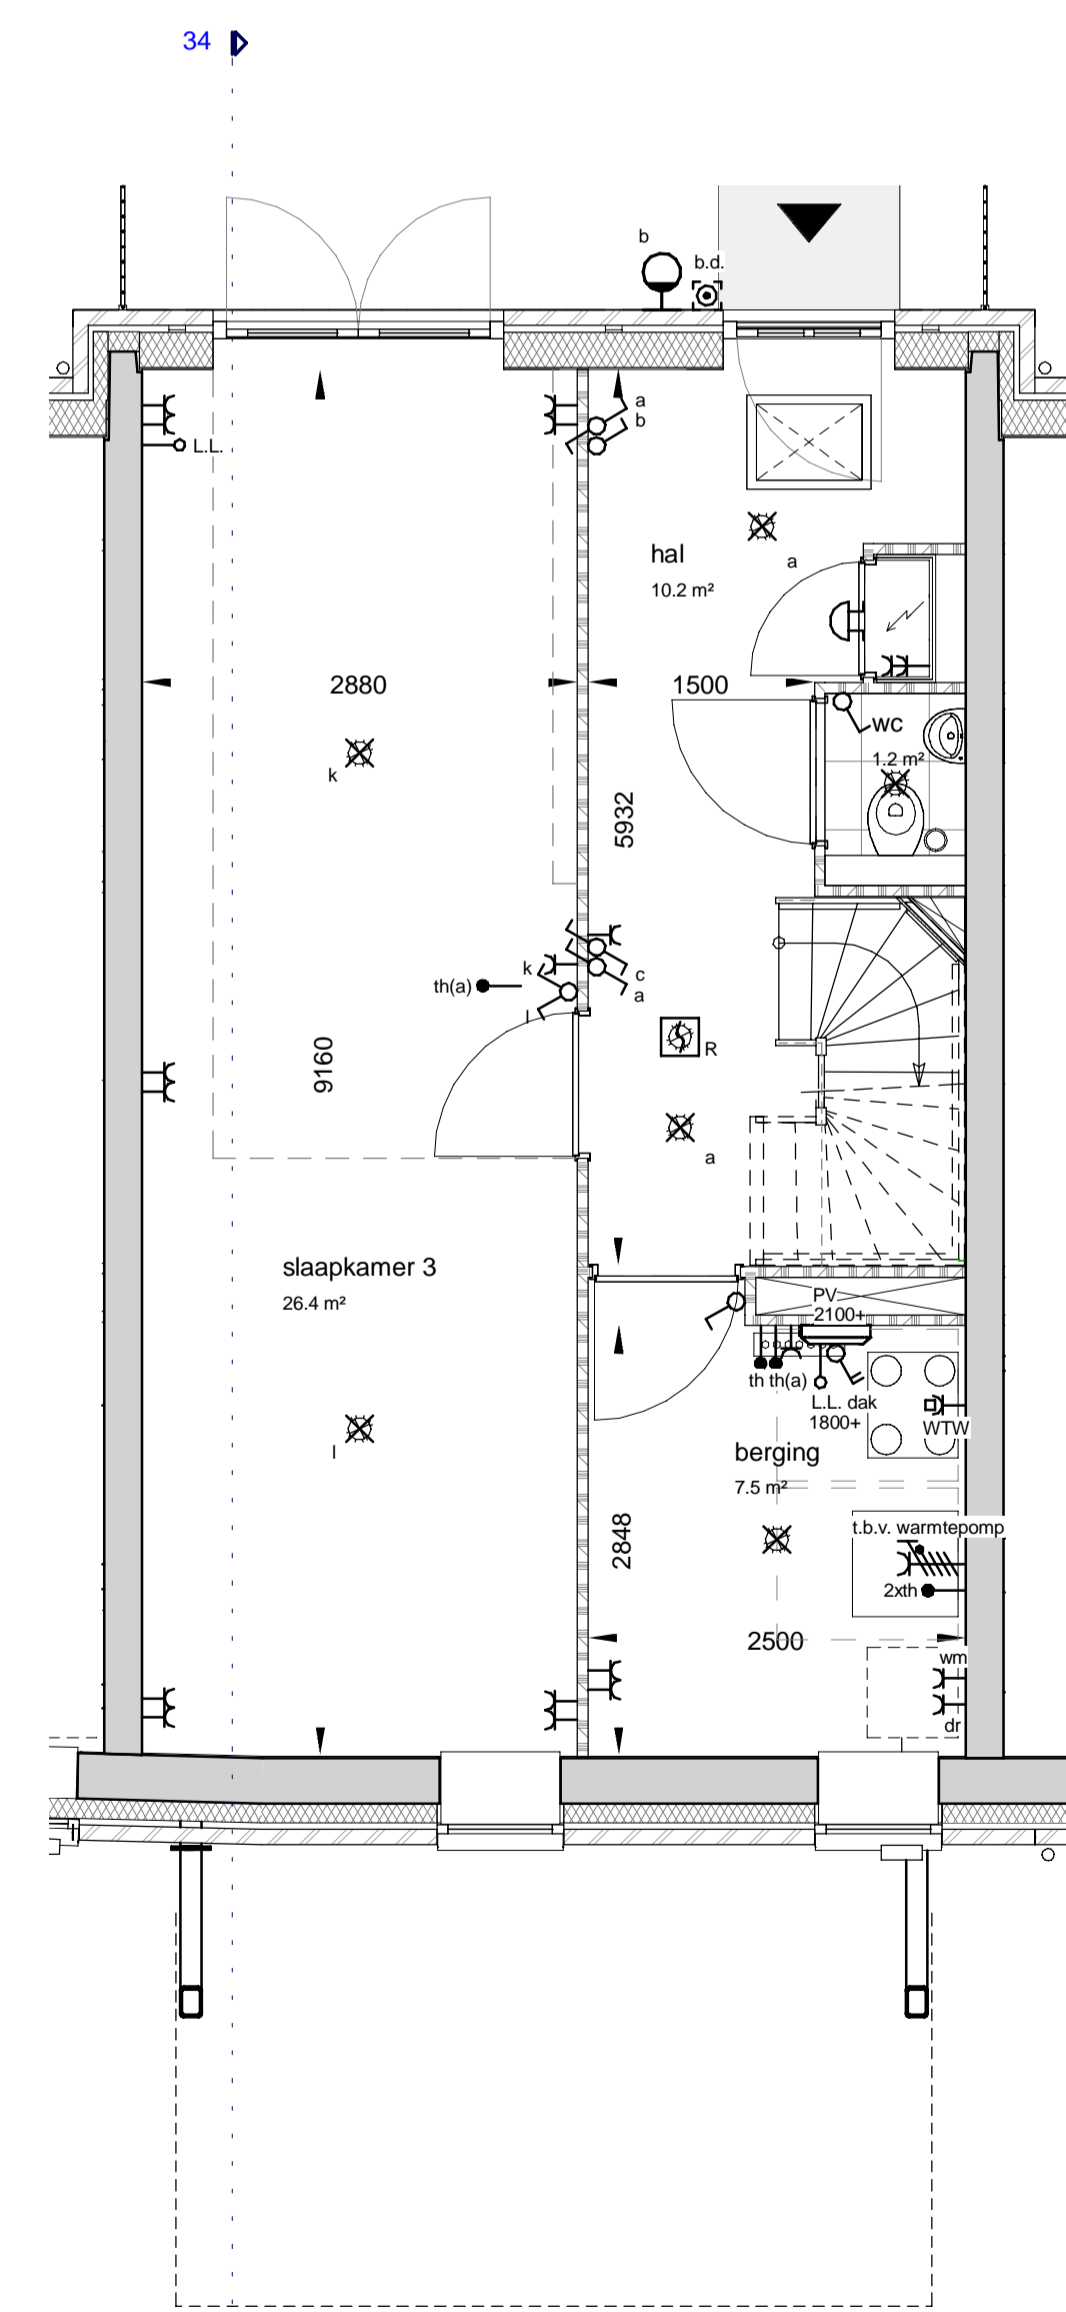 34
b
b.d.
a
b
L.L.
hal
10.2 m²
a
2880
1500
wc
1.2 m²
k
5932
k
th(a)
l
c
a
R
9160
a
slaapkamer 3
26.4 m²
PV
2100+
th th(a)
L.L. dak
1800+
WTW
l
berging
7.5 m²
2848
t.b.v. warmtepomp
2xth
2500
wm
dr